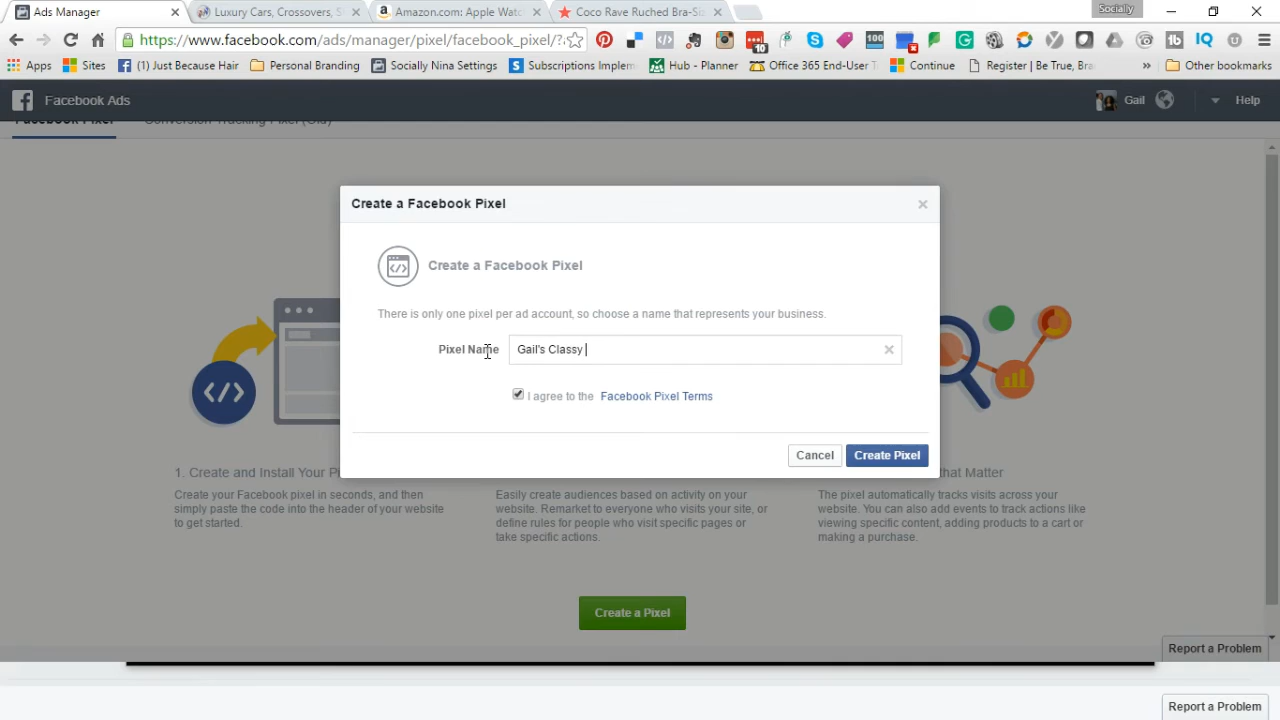 Socially
Ads Manager
Luxury Cars, Crossovers, S
Amazon.com: Apple Wat
Coco Rave Ruched Bra-Siz
https://www.facebook.com/ads/manager/pixel/facebook_pixel/?
10
100
Apps
Sites
(1) Just Because Hair
Personal Branding
Socially Nina Settings
Subscriptions Implem
Hub - Planner
Office 365 End-User T
Continue
Register | Be True, Bra
»
Other bookmarks
Facebook Ads
Gail
Help
Facebook Pixel
Conversion Tracking Pixel (Old)
Create a Facebook Pixel
Create a Facebook Pixel
There is only one pixel per ad account, so choose a name that represents your business.
Pixel Name
Gail's Classy
I agree to the Facebook Pixel Terms
Cancel
Create Pixel
1. Create and Install Your Pi
that Matter
Create your Facebook pixel in seconds, and then
simply paste the code into the header of your website
to get started.
Easily create audiences based on activity on your
website. Remarket to everyone who visits your site, or
define rules for people who visit specific pages or
take specific actions.
The pixel automatically tracks visits across your
website. You can also add events to track actions like
viewing specific content, adding products to a cart or
making a purchase.
Create a Pixel
Report a Problem
Report a Problem